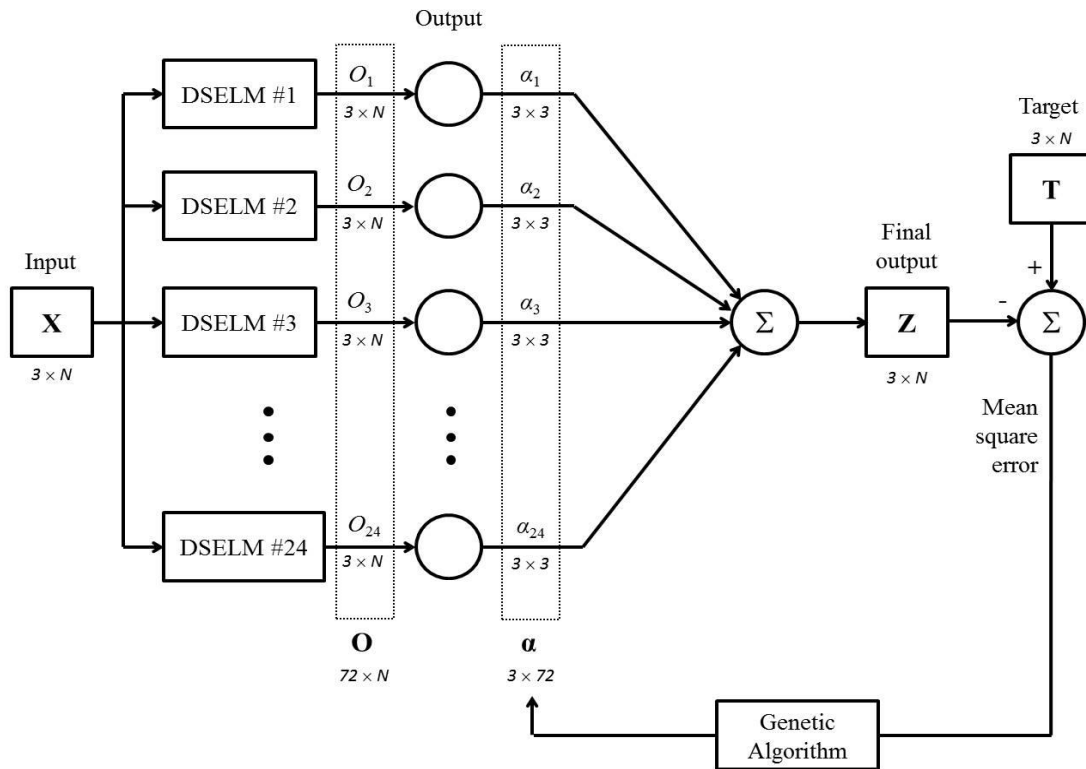 Output
DSELM #1
O1
3 × N
α1
3 × 3
DSELM #2
O2
3 × N
α2
3 × 3
Target
3 × N
T
+
Input
X
3 × N
DSELM #3
O3
3 × N
α3
3 × 3
Σ
Final
output
Z
3 × N
-
Σ
Mean
square
error
DSELM #24
O24
3 × N
α24
3 × 3
O
72 × N
α
3 × 72
Genetic
Algorithm